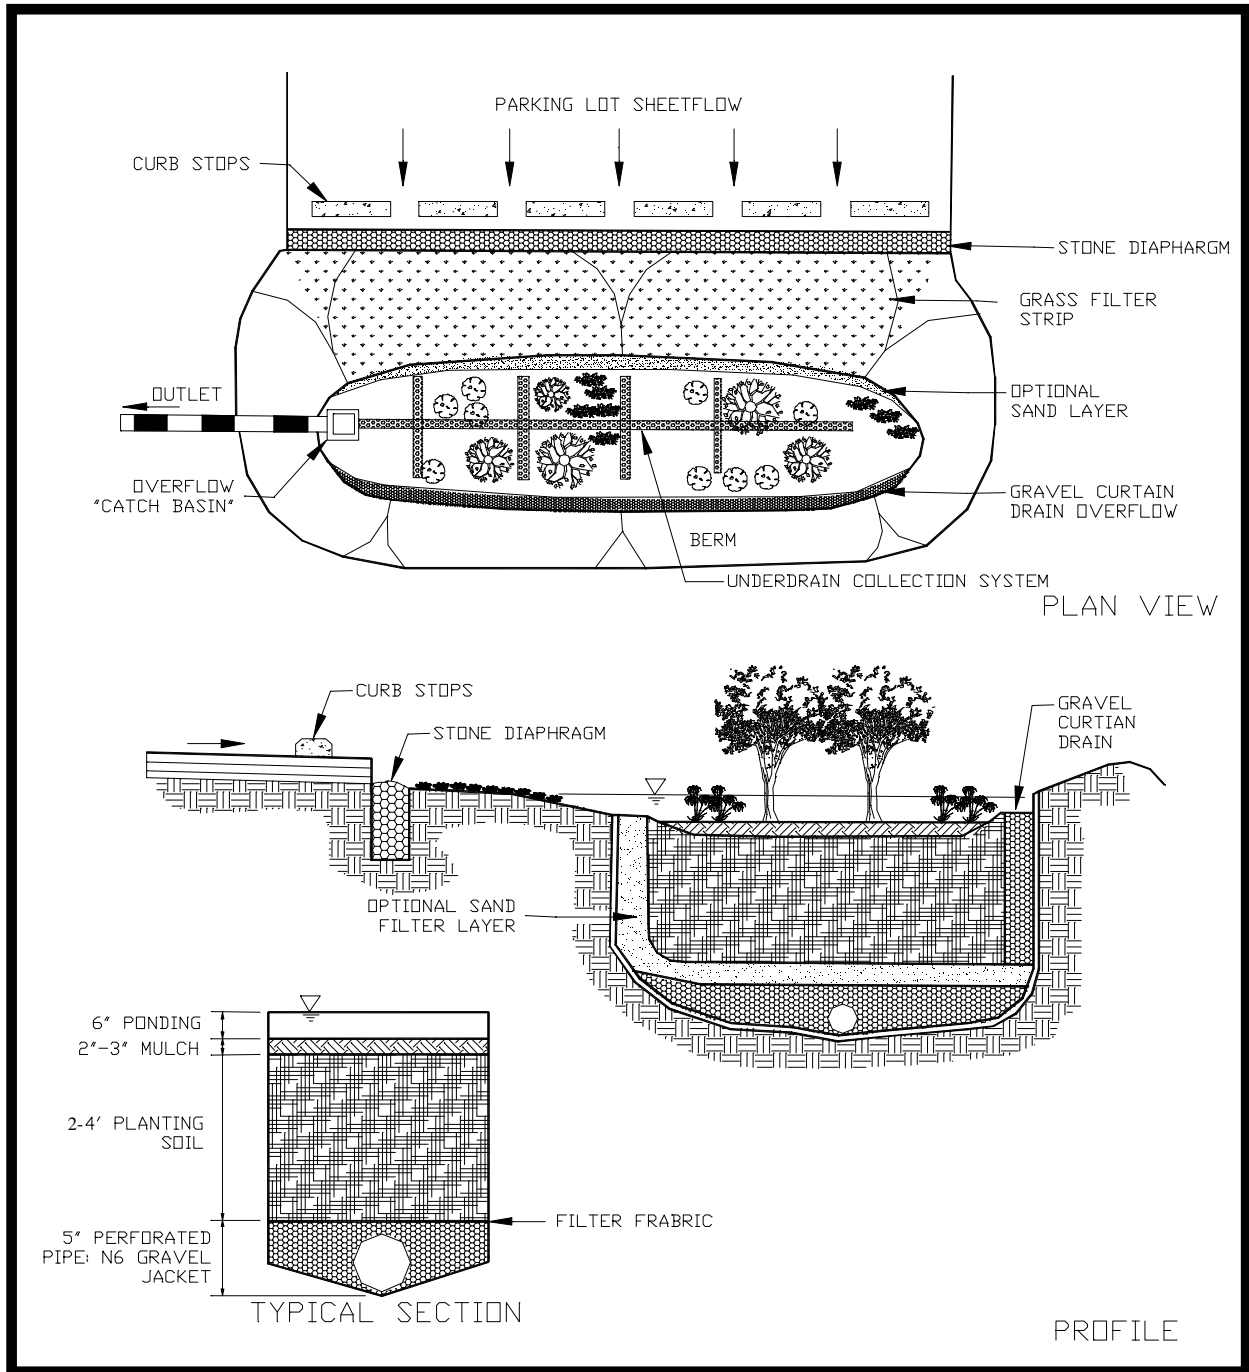 PARKING LOT SHEETFLOW
CURB STOPS
STONE DIAPHARGM
GRASS FILTER
STRIP
OUTLET
OPTIONAL
SAND LAYER
OVERFLOW
"CATCH BASIN"
GRAVEL CURTAIN
DRAIN OVERFLOW
BERM
UNDERDRAIN COLLECTION SYSTEM
PLAN VIEW
CURB STOPS
STONE DIAPHRAGM
GRAVEL
CURTIAN
DRAIN
OPTIONAL SAND
FILTER LAYER
6" PONDING
2"-3" MULCH
2-4' PLANTING
SOIL
FILTER FRABRIC
5" PERFORATED
PIPE: N6 GRAVEL
JACKET
TYPICAL SECTION
PROFILE